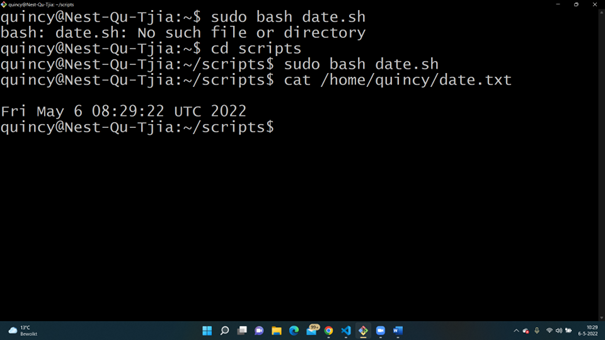 quincy@Nest-Qu-Tjia: ~/scripts
quincy@Nest-Qu-Tjia:~$ sudo bash date.sh
bash: date.sh: No such file or directory
quincy@Nest-Qu-Tjia:~$ cd scripts
quincy@Nest-Qu-Tjia:~/scripts$ sudo bash date.sh
quincy@Nest-Qu-Tjia:~/scripts$ cat /home/quincy/date.txt
Fri May 6 08:29:22 UTC 2022
quincy@Nest-Qu-Tjia:~/scripts$
13°C
Bewolkt
99+
10:29
6-5-2022